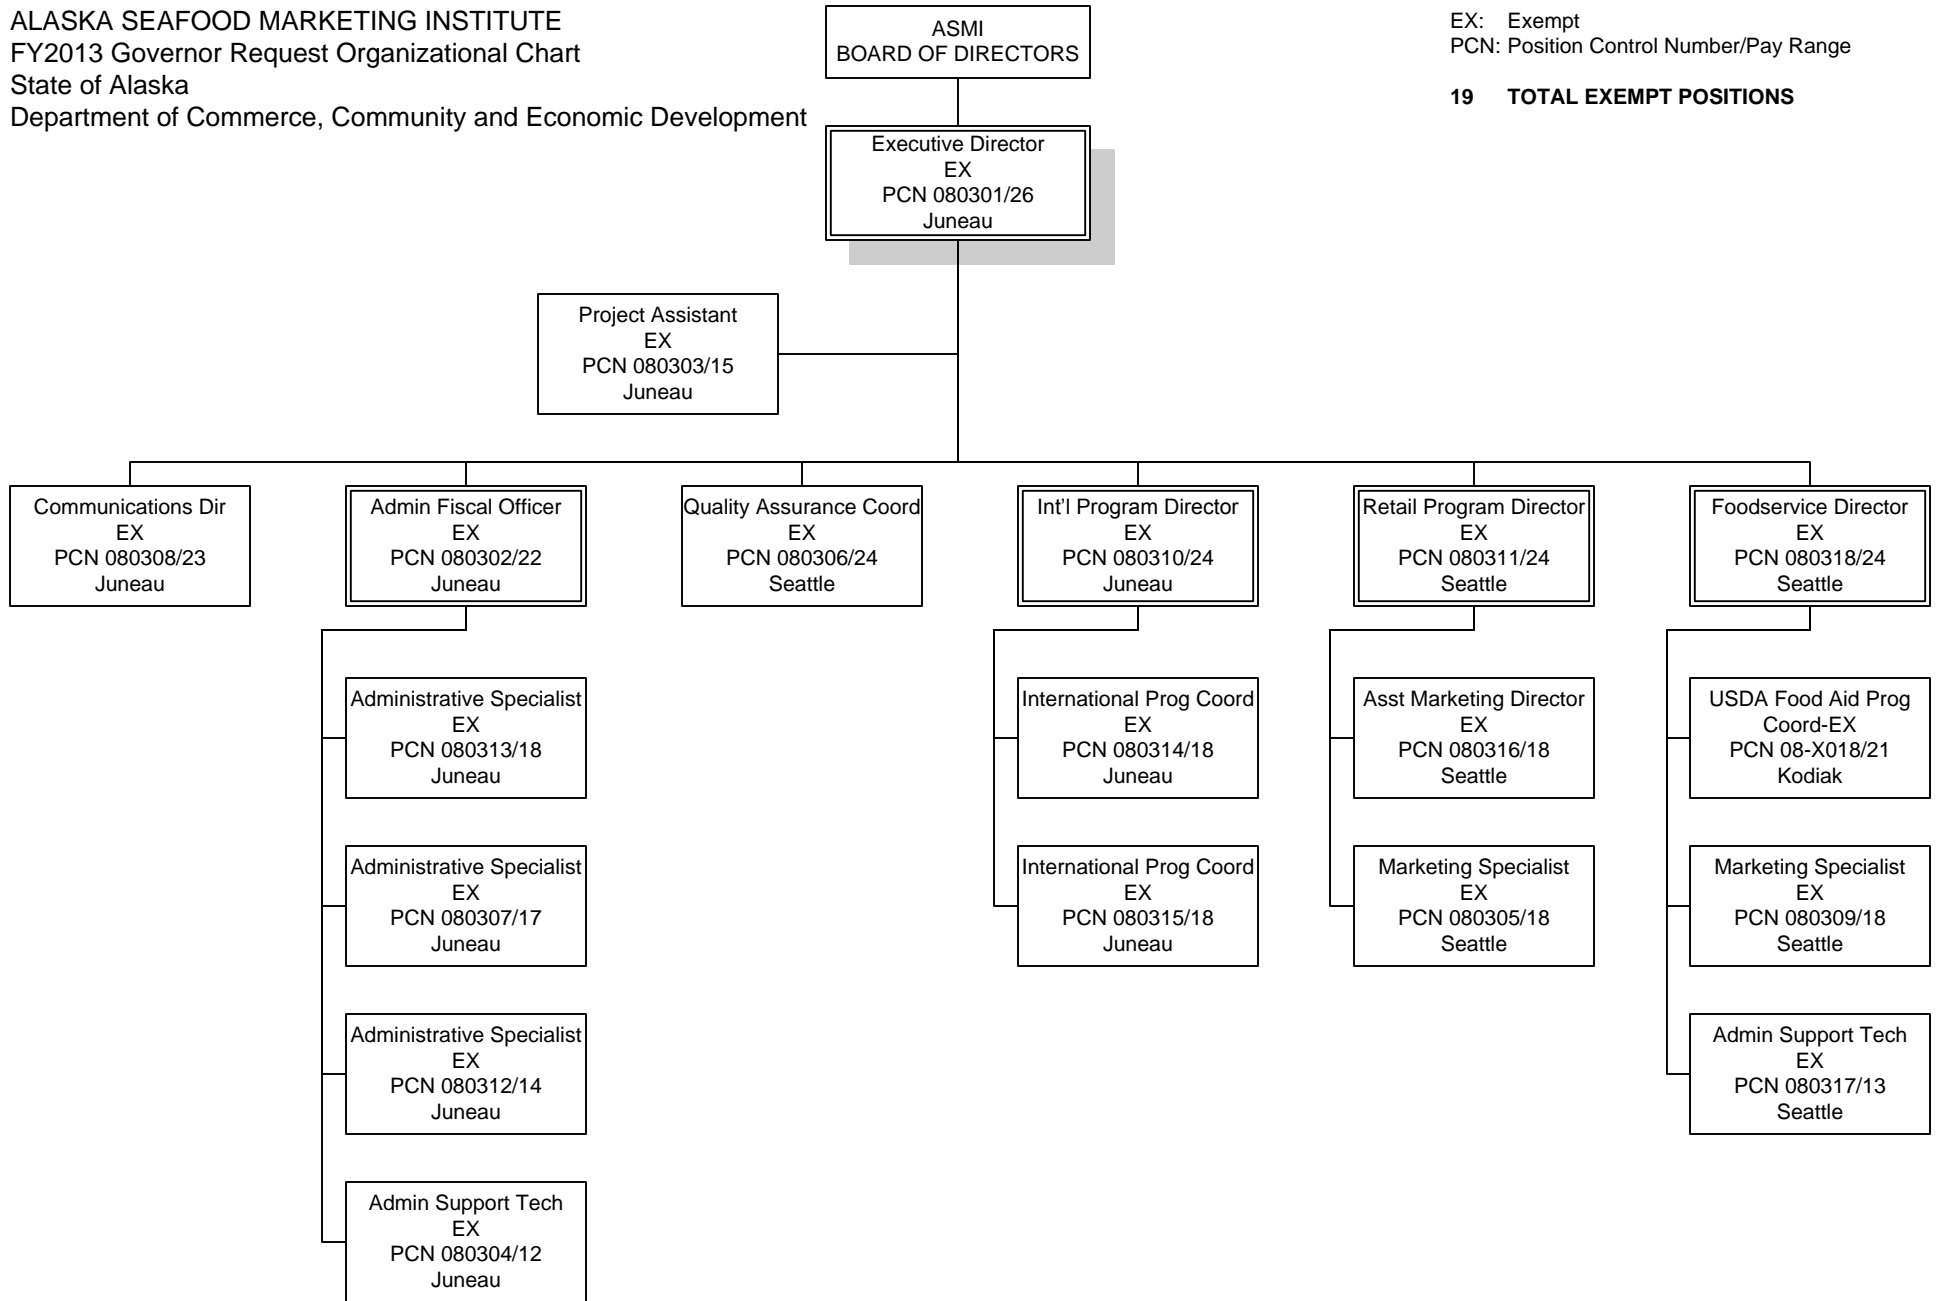 ALASKA SEAFOOD MARKETING INSTITUTE
FY2013 Governor Request Organizational Chart
State of Alaska
Department of Commerce, Community and Economic Development
ASMI
BOARD OF DIRECTORS
EX: Exempt
PCN: Position Control Number/Pay Range
19 TOTAL EXEMPT POSITIONS
Executive Director
EX
PCN 080301/26
Juneau
Project Assistant
EX
PCN 080303/15
Juneau
Communications Dir
EX
PCN 080308/23
Juneau
Admin Fiscal Officer
EX
PCN 080302/22
Juneau
Quality Assurance Coord
EX
PCN 080306/24
Seattle
Int'l Program Director
EX
PCN 080310/24
Juneau
Retail Program Director
EX
PCN 080311/24
Seattle
Foodservice Director
EX
PCN 080318/24
Seattle
Administrative Specialist
EX
PCN 080313/18
Juneau
International Prog Coord
EX
PCN 080314/18
Juneau
Asst Marketing Director
EX
PCN 080316/18
Seattle
USDA Food Aid Prog
Coord-EX
PCN 08-X018/21
Kodiak
Administrative Specialist
EX
PCN 080307/17
Juneau
International Prog Coord
EX
PCN 080315/18
Juneau
Marketing Specialist
EX
PCN 080305/18
Seattle
Marketing Specialist
EX
PCN 080309/18
Seattle
Administrative Specialist
EX
PCN 080312/14
Juneau
Admin Support Tech
EX
PCN 080317/13
Seattle
Admin Support Tech
EX
PCN 080304/12
Juneau